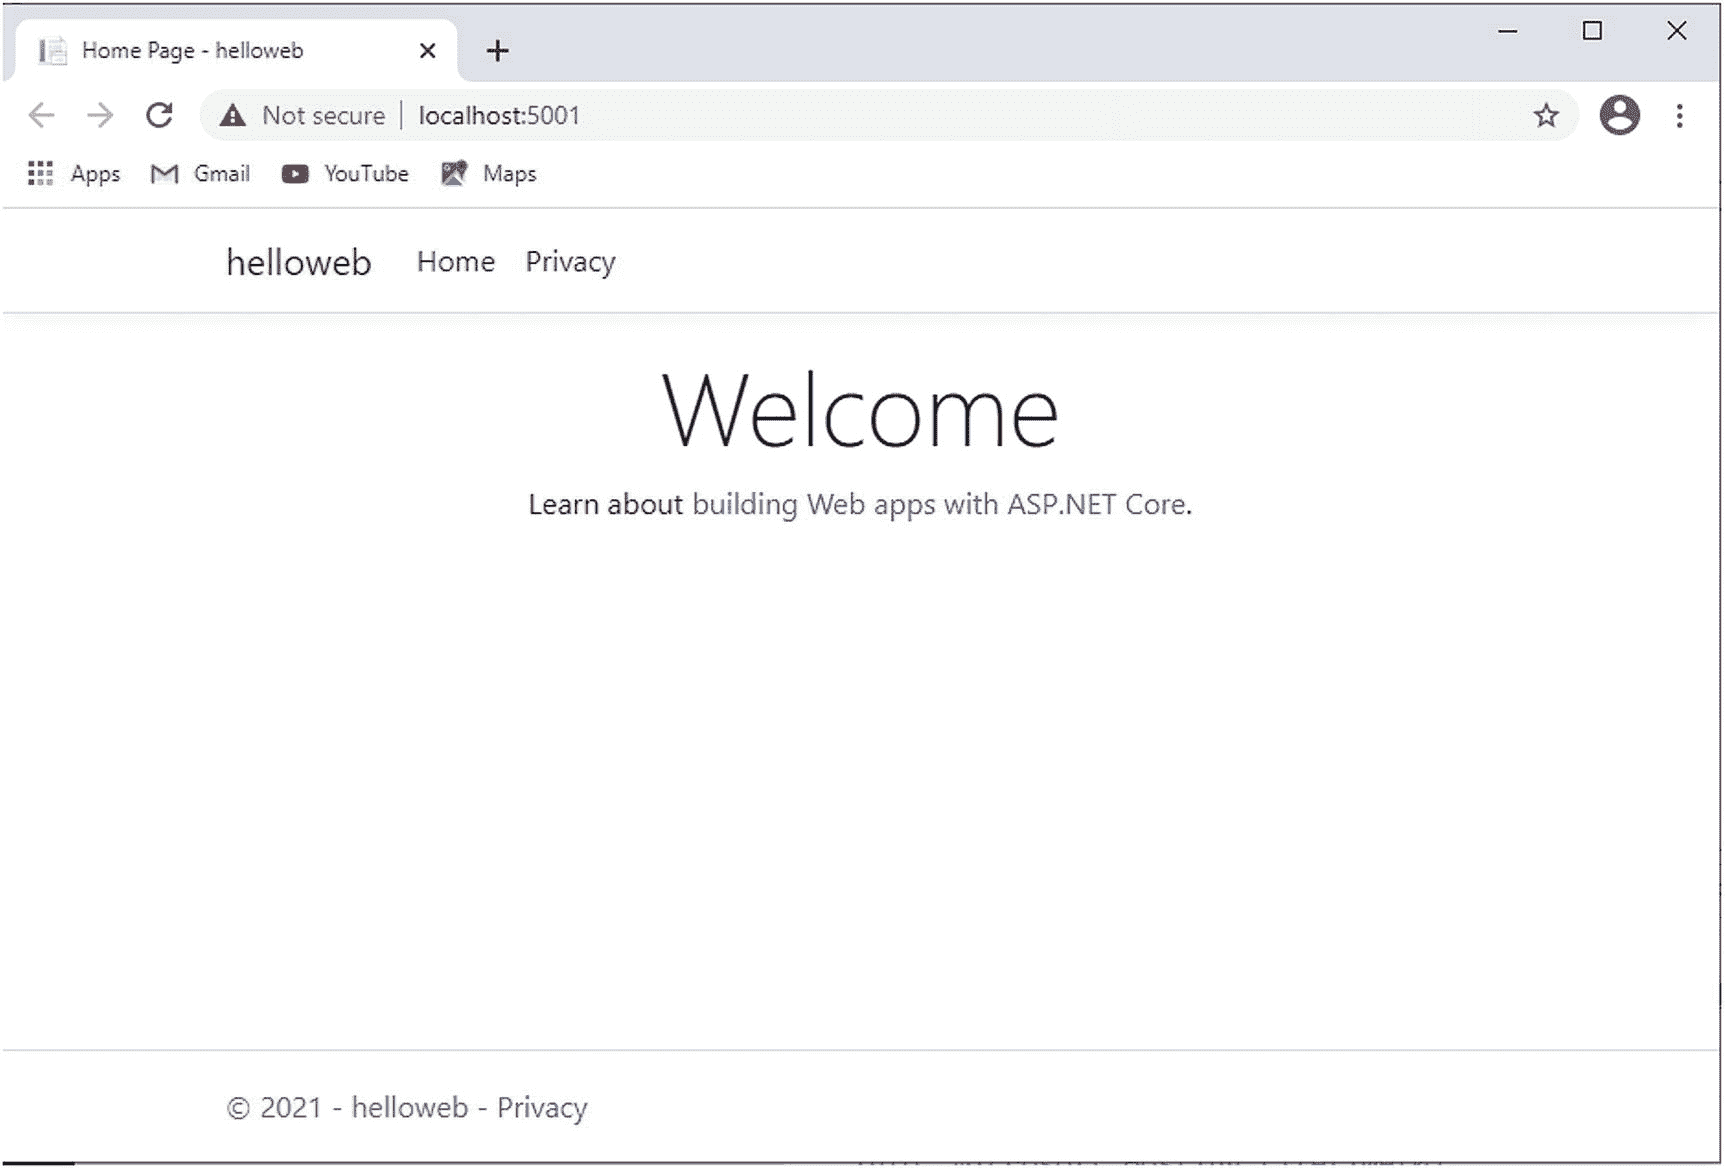 Home Page - helloweb
Not secure | localhost:5001
Apps Gmail YouTube Maps
helloweb Home Privacy
Welcome
Learn about building Web apps with ASP.NET Core.
© 2021 - helloweb - Privacy